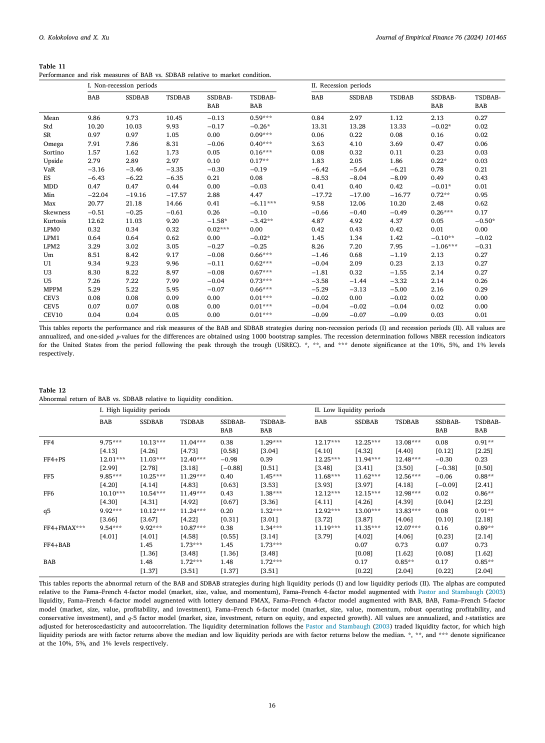 O. Kolokolova and X. Xu
Journal of Empirical Finance 76 (2024) 101465
Table 11
Performance and risk measures of BAB vs. SDBAB relative to market condition.
I. Non-recession periods II. Recession periods
BAB SSDBAB TSDBAB SSDBAB-BAB TSDBAB-BAB BAB SSDBAB TSDBAB SSDBAB-BAB TSDBAB-BAB
Mean 9.86 9.73 10.45 −0.13 0.59*** 0.84 2.97 1.12 2.13 0.27
Std 10.20 10.03 9.93 −0.17 −0.26* 13.31 13.28 13.33 −0.02* 0.02
SR 0.97 0.97 1.05 0.00 0.09*** 0.06 0.22 0.08 0.16 0.02
Omega 7.91 7.86 8.31 −0.06 0.40*** 3.63 4.10 3.69 0.47 0.06
Sortino 1.57 1.62 1.73 0.05 0.16*** 0.08 0.32 0.11 0.23 0.03
Upside 2.79 2.89 2.97 0.10 0.17** 1.83 2.05 1.86 0.22* 0.03
VaR −3.16 −3.46 −3.35 −0.30 −0.19 −6.42 −5.64 −6.21 0.78 0.21
ES −6.43 −6.22 −6.35 0.21 0.08 −8.53 −8.04 −8.09 0.49 0.43
MDD 0.47 0.47 0.44 0.00 −0.03 0.41 0.40 0.42 −0.01* 0.01
Min −22.04 −19.16 −17.57 2.88 4.47 −17.72 −17.00 −16.77 0.72** 0.95
Max 20.77 21.18 14.66 0.41 −6.11*** 9.58 12.06 10.20 2.48 0.62
Skewness −0.51 −0.25 −0.61 0.26 −0.10 −0.66 −0.40 −0.49 0.26*** 0.17
Kurtosis 12.62 11.03 9.20 −1.58* −3.42** 4.87 4.92 4.37 0.05 −0.50*
LPM0 0.32 0.34 0.32 0.02*** 0.00 0.42 0.43 0.42 0.01 0.00
LPM1 0.64 0.64 0.62 0.00 −0.02* 1.45 1.34 1.42 −0.10** −0.02
LPM2 3.29 3.02 3.05 −0.27 −0.25 8.26 7.20 7.95 −1.06*** −0.31
Um 8.51 8.42 9.17 −0.08 0.66*** −1.46 0.68 −1.19 2.13 0.27
U1 9.34 9.23 9.96 −0.11 0.62*** −0.04 2.09 0.23 2.13 0.27
U3 8.30 8.22 8.97 −0.08 0.67*** −1.81 0.32 −1.55 2.14 0.27
U5 7.26 7.22 7.99 −0.04 0.73*** −3.58 −1.44 −3.32 2.14 0.26
MPPM 5.29 5.22 5.95 −0.07 0.66*** −5.29 −3.13 −5.00 2.16 0.29
CEV3 0.08 0.08 0.09 0.00 0.01*** −0.02 0.00 −0.02 0.02 0.00
CEV5 0.07 0.07 0.08 0.00 0.01*** −0.04 −0.02 −0.04 0.02 0.00
CEV10 0.04 0.04 0.05 0.00 0.01*** −0.09 −0.07 −0.09 0.03 0.01
This tables reports the performance and risk measures of the BAB and SDBAB strategies during non-recession periods (I) and recession periods (II). All values are
annualized, and one-sided p-values for the differences are obtained using 1000 bootstrap samples. The recession determination follows NBER recession indicators
for the United States from the period following the peak through the trough (USREC). *, **, and *** denote significance at the 10%, 5%, and 1% levels
respectively.
Table 12
Abnormal return of BAB vs. SDBAB relative to liquidity condition.
I. High liquidity periods II. Low liquidity periods
BAB SSDBAB TSDBAB SSDBAB-BAB TSDBAB-BAB BAB SSDBAB TSDBAB SSDBAB-BAB TSDBAB-BAB
FF4 9.75*** 10.13*** 11.04*** 0.38 1.29*** 12.17*** 12.25*** 13.08*** 0.08 0.91**
[4.13] [4.26] [4.73] [0.58] [3.04] [4.10] [4.32] [4.40] [0.12] [2.25]
FF4+PS 12.01*** 11.03*** 12.40*** −0.98 0.39 12.25*** 11.94*** 12.48*** −0.30 0.23
[2.99] [2.78] [3.18] [−0.88] [0.51] [3.48] [3.41] [3.50] [−0.38] [0.50]
FF5 9.85*** 10.25*** 11.29*** 0.40 1.45*** 11.68*** 11.62*** 12.56*** −0.06 0.88**
[4.20] [4.14] [4.83] [0.63] [3.53] [3.93] [3.97] [4.18] [−0.09] [2.41]
FF6 10.10*** 10.54*** 11.49*** 0.43 1.38*** 12.12*** 12.15*** 12.98*** 0.02 0.86**
[4.30] [4.31] [4.92] [0.67] [3.36] [4.11] [4.26] [4.39] [0.04] [2.23]
q5 9.92*** 10.12*** 11.24*** 0.20 1.32*** 12.92*** 13.00*** 13.83*** 0.08 0.91**
[3.66] [3.67] [4.22] [0.31] [3.01] [3.72] [3.87] [4.06] [0.10] [2.18]
FF4+FMAX*** 9.54*** 9.92*** 10.87*** 0.38 1.34*** 11.19*** 11.35*** 12.07*** 0.16 0.89**
[4.01] [4.01] [4.58] [0.55] [3.14] [3.79] [4.02] [4.06] [0.23] [2.14]
FF4+BAB 1.45 1.73*** 1.45 1.73*** 0.07 0.73 0.07 0.73
[1.36] [3.48] [1.36] [3.48] [0.08] [1.62] [0.08] [1.62]
BAB 1.48 1.72*** 1.48 1.72*** 0.17 0.85** 0.17 0.85**
[1.37] [3.51] [1.37] [3.51] [0.22] [2.04] [0.22] [2.04]
This tables reports the abnormal return of the BAB and SDBAB strategies during high liquidity periods (I) and low liquidity periods (II). The alphas are computed
relative to the Fama–French 4-factor model (market, size, value, and momentum), Fama–French 4-factor model augmented with Pastor and Stambaugh (2003)
liquidity, Fama–French 4-factor model augmented with lottery demand FMAX, Fama–French 4-factor model augmented with BAB, BAB, Fama–French 5-factor
model (market, size, value, profitability, and investment), Fama–French 6-factor model (market, size, value, momentum, robust operating profitability, and
conservative investment), and q-5 factor model (market, size, investment, return on equity, and expected growth). All values are annualized, and t-statistics are
adjusted for heteroscedasticity and autocorrelation. The liquidity determination follows the Pastor and Stambaugh (2003) traded liquidity factor, for which high
liquidity periods are with factor returns above the median and low liquidity periods are with factor returns below the median. *, **, and *** denote significance
at the 10%, 5%, and 1% levels respectively.
16